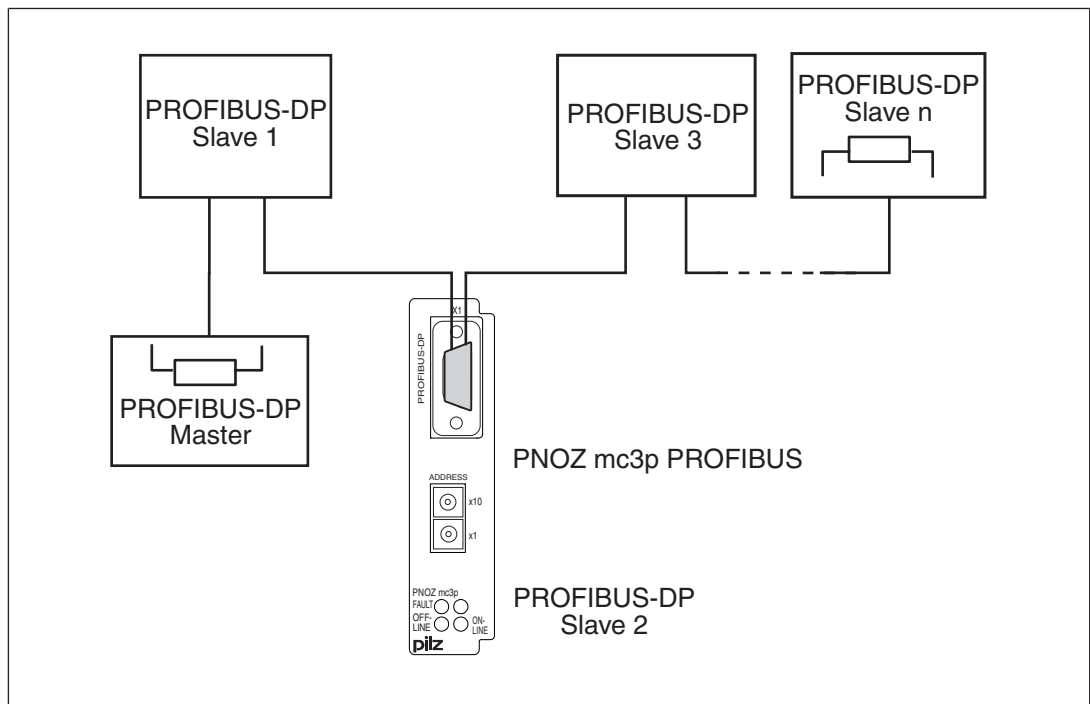 PROFIBUS-DP
Slave 1
PROFIBUS-DP
Slave 3
PROFIBUS-DP
Slave n
PROFIBUS-DP
Master
X1
PROFIBUS-DP
PNOZ mc3p PROFIBUS
ADDRESS
x10
x1
PNOZ mc3p
FAULT
OFF-
LINE
ON-
LINE
pilz
PROFIBUS-DP
Slave 2